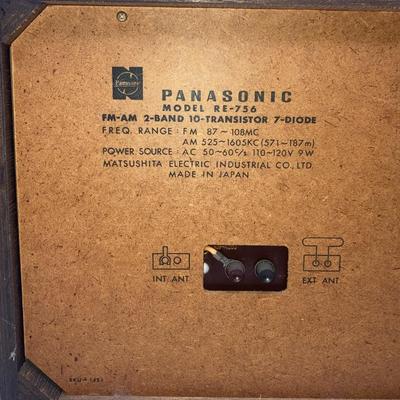 PANASONIC
MODEL RE-756
FM-AM 2-BAND 10-TRANSISTOR 7-DIODE
FREQ. RANGE : FM 87~108MC
AM 525~1605KC (571~187m)
POWER SOURCE : AC 50~60c/s 110~120V 9W
MATSUSHITA ELECTRIC INDUSTRIAL CO., LTD.
MADE IN JAPAN
INT ANT
EXT ANT